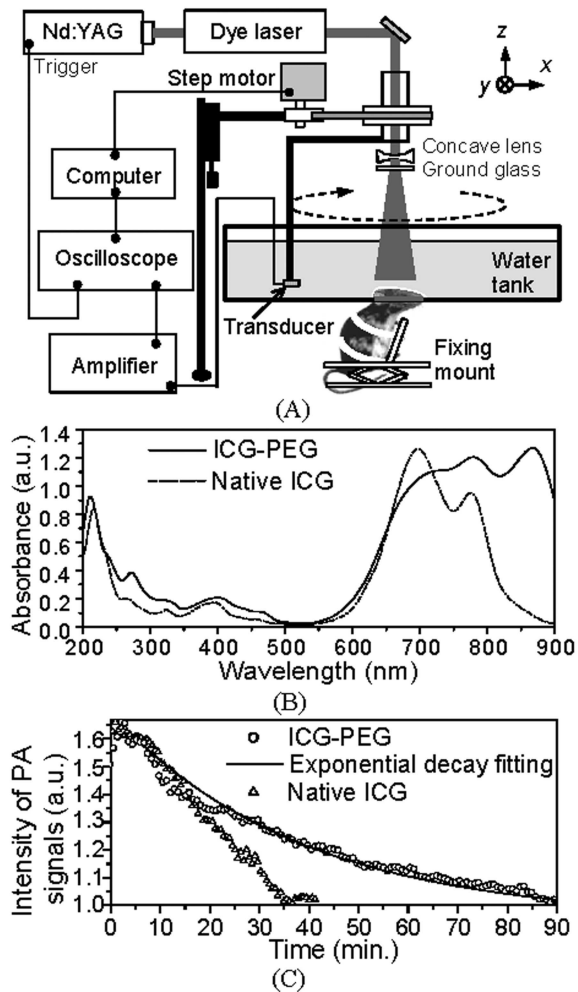 Nd:YAG
Dye laser
Trigger
Step motor
z
x
y
Concave lens
Ground glass
Computer
Oscilloscope
Water
tank
Transducer
Amplifier
Fixing
mount
(A)
Absorbance (a.u.)
1.4
1.2
1.0
0.8
0.6
0.4
0.2
0.0
ICG-PEG
Native ICG
200 300 400 500 600 700 800 900
Wavelength (nm)
(B)
Intensity of PA
signals (a.u.)
1.6
1.5
1.4
1.3
1.2
1.1
1.0
ICG-PEG
Exponential decay fitting
Native ICG
0 10 20 30 40 50 60 70 80 90
Time (min.)
(C)